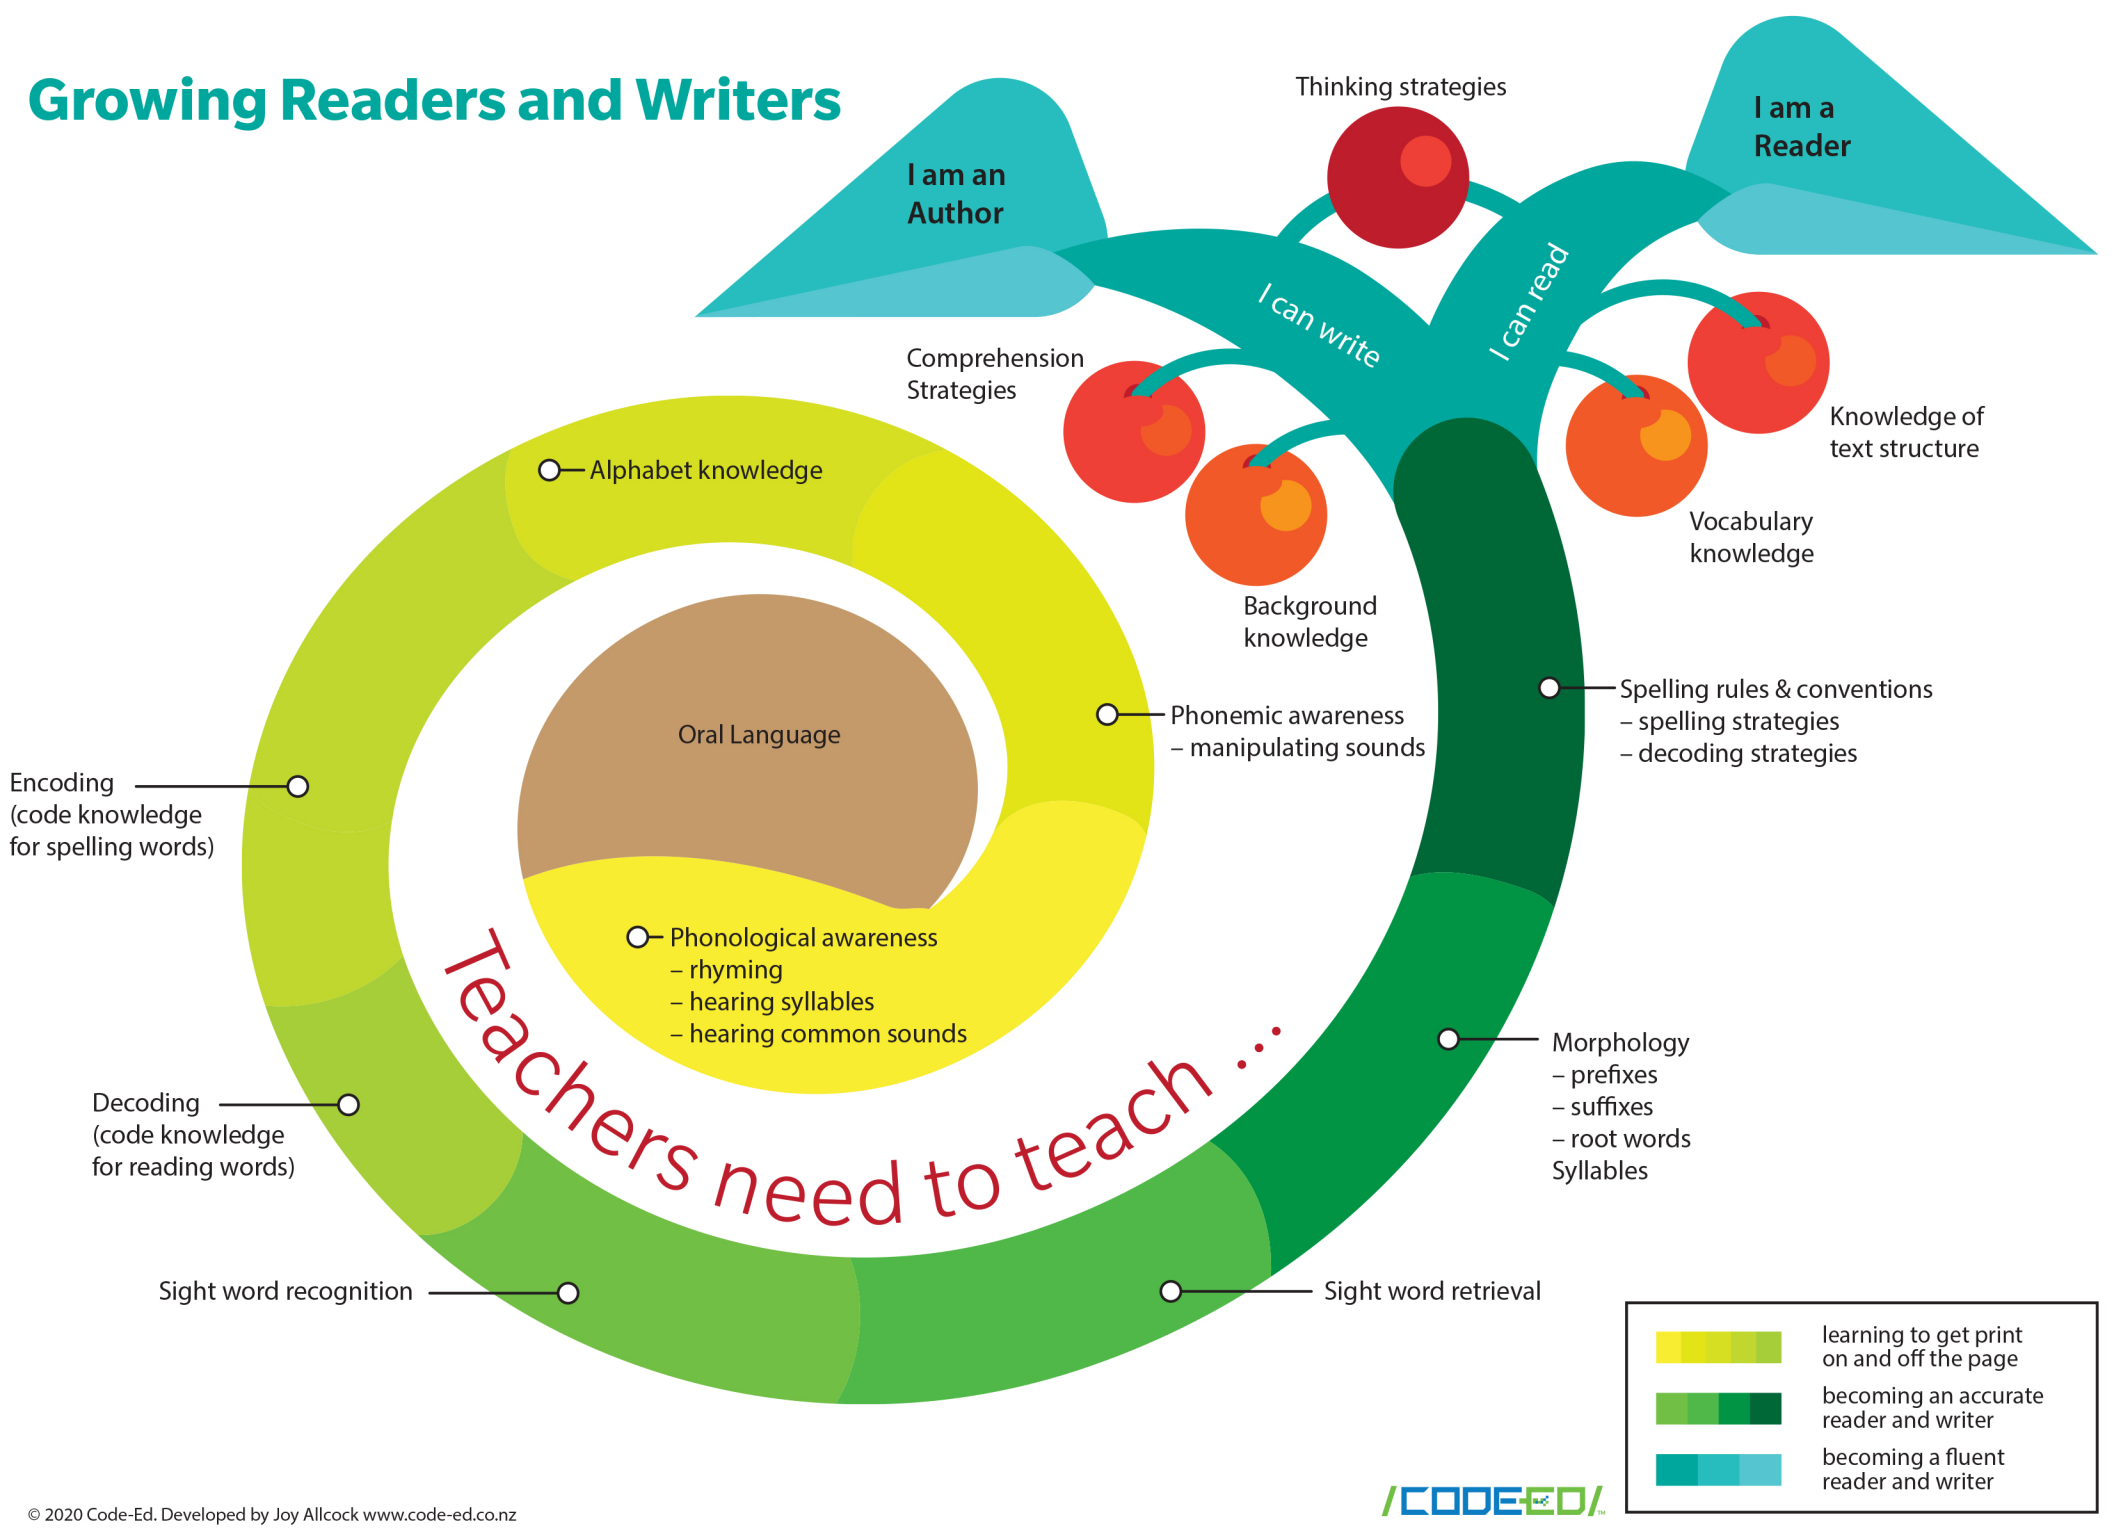 Growing Readers and Writers
I am an
Author
Thinking strategies
I am a
Reader
I can write
I can read
Comprehension
Strategies
Background
knowledge
Knowledge of
text structure
Vocabulary
knowledge
Alphabet knowledge
Oral Language
Phonemic awareness
– manipulating sounds
Spelling rules & conventions
– spelling strategies
– decoding strategies
Encoding
(code knowledge
for spelling words)
Phonological awareness
– rhyming
– hearing syllables
– hearing common sounds
Teachers need to teach ...
Decoding
(code knowledge
for reading words)
Morphology
– prefixes
– suffixes
– root words
Syllables
Sight word recognition
Sight word retrieval
learning to get print
on and off the page
becoming an accurate
reader and writer
becoming a fluent
reader and writer
/CODE-ED/™
© 2020 Code-Ed. Developed by Joy Allcock www.code-ed.co.nz